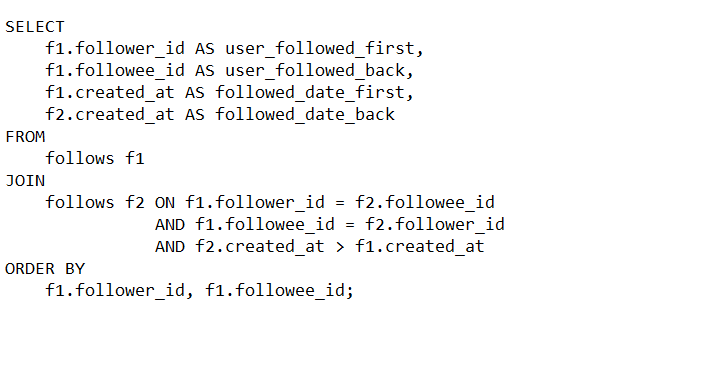 SELECT
    f1.follower_id AS user_followed_first,
    f1.followee_id AS user_followed_back,
    f1.created_at AS followed_date_first,
    f2.created_at AS followed_date_back
FROM
    follows f1
JOIN
    follows f2 ON f1.follower_id = f2.followee_id
               AND f1.followee_id = f2.follower_id
               AND f2.created_at > f1.created_at
ORDER BY
    f1.follower_id, f1.followee_id;